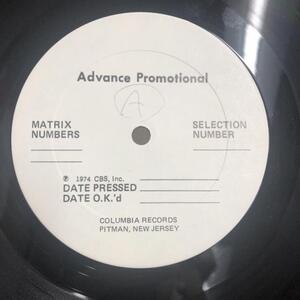 Advance Promotional
A
MATRIX NUMBERS
SELECTION NUMBER
℗ 1974 CBS, Inc.
DATE PRESSED
DATE O.K.'d
COLUMBIA RECORDS
PITMAN, NEW JERSEY